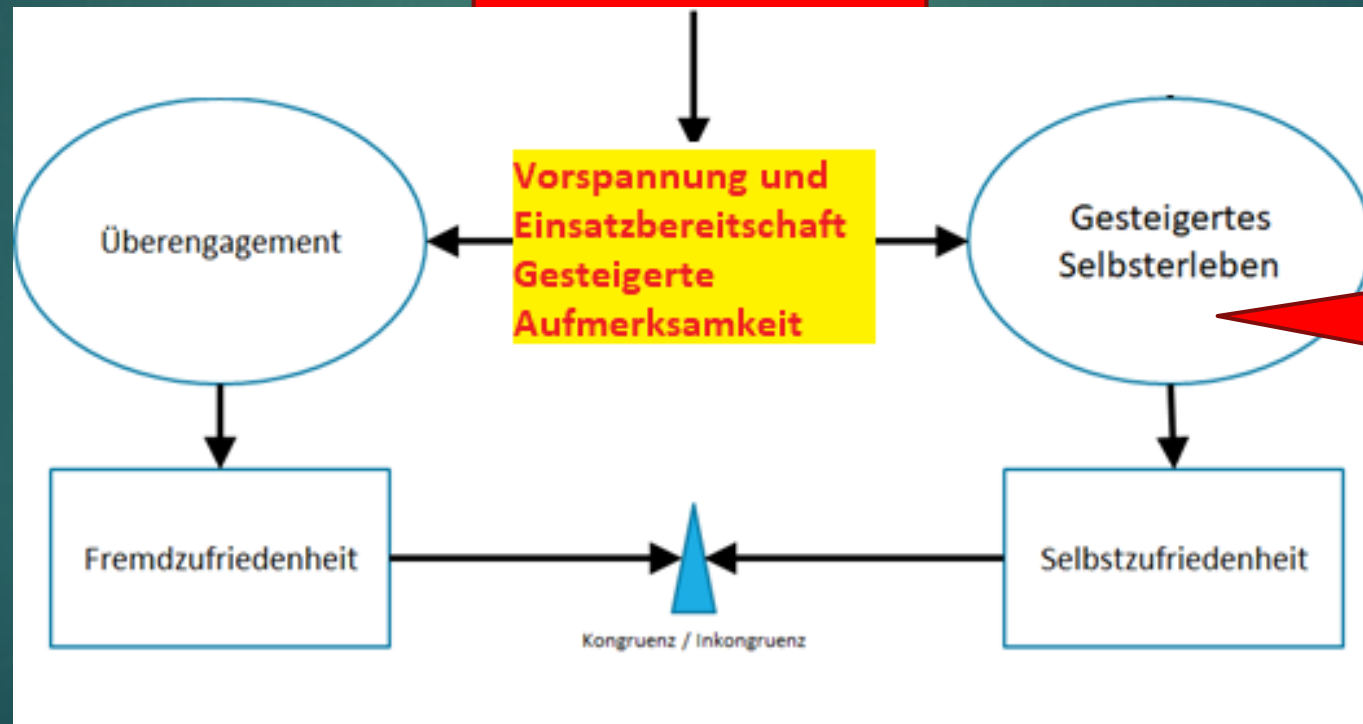 Vorspannung und
Einsatzbereitschaft
Gesteigerte
Aufmerksamkeit
Überengagement
Gesteigertes
Selbsterleben
Fremdzufriedenheit
Selbstzufriedenheit
Kongruenz / Inkongruenz